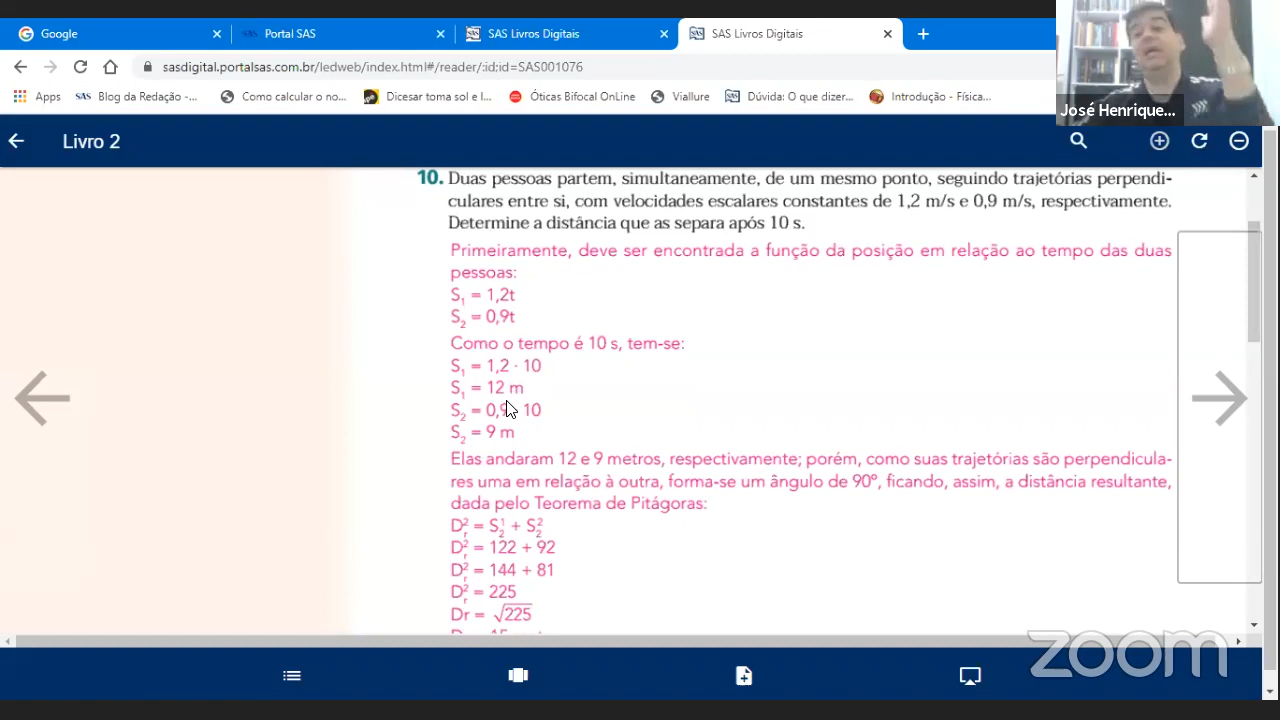 Google
Portal SAS
SAS Livros Digitais
SAS Livros Digitais
sasdigital.portalsas.com.br/ledweb/index.html#/reader/:id:id=SAS001076
Apps
SAS Blog da Redação -...
Como calcular o no...
Dicesar toma sol e l...
Óticas Bifocal OnLine
Viallure
Dúvida: O que dizer...
Introdução - Física...
José Henrique...
Livro 2
10. Duas pessoas partem, simultaneamente, de um mesmo ponto, seguindo trajetórias perpendi-
culares entre si, com velocidades escalares constantes de 1,2 m/s e 0,9 m/s, respectivamente.
Determine a distância que as separa após 10 s.
Primeiramente, deve ser encontrada a função da posição em relação ao tempo das duas
pessoas:
S₁ = 1,2t
S₂ = 0,9t
Como o tempo é 10 s, tem-se:
S₁ = 1,2 · 10
S₁ = 12 m
S₂ = 0,9 · 10
S₂ = 9 m
Elas andaram 12 e 9 metros, respectivamente; porém, como suas trajetórias são perpendicula-
res uma em relação à outra, forma-se um ângulo de 90º, ficando, assim, a distância resultante,
dada pelo Teorema de Pitágoras:
Dᵣ² = S₂¹ + S₂²
Dᵣ² = 122 + 92
Dᵣ² = 144 + 81
Dᵣ² = 225
Dr = √225
zoom